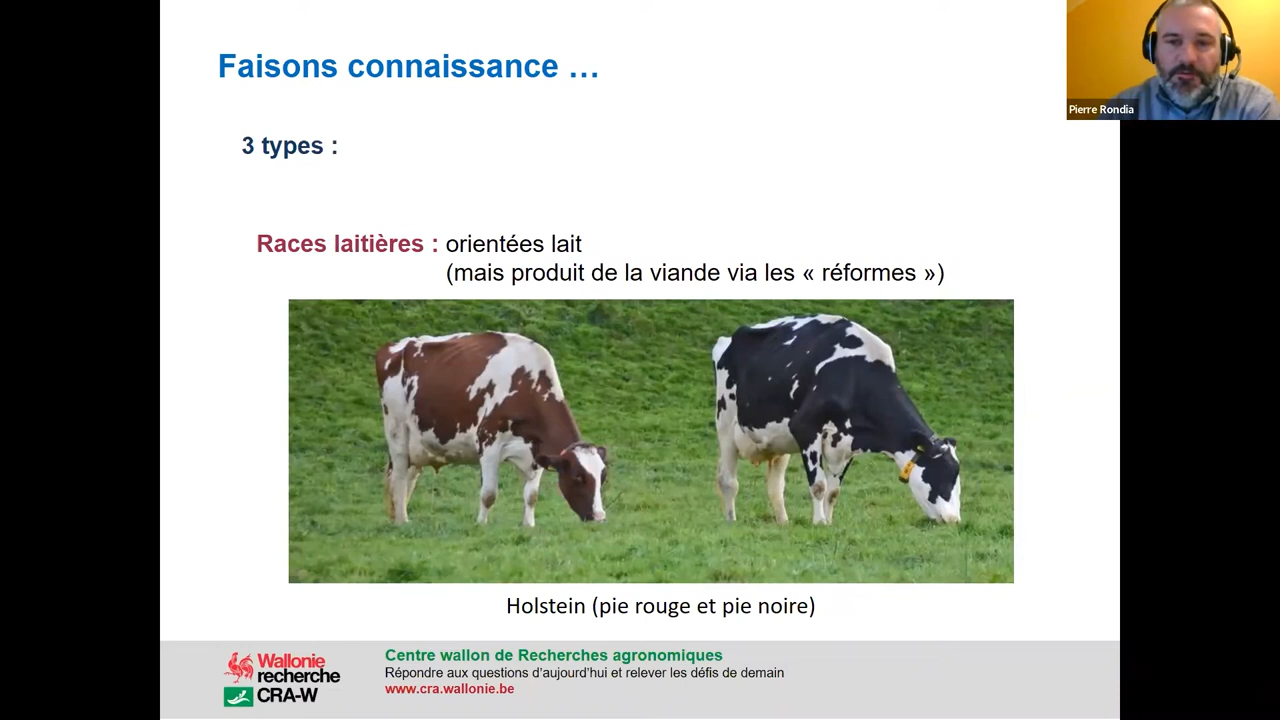 Faisons connaissance …
Pierre Rondia
3 types :
Races laitières : orientées lait
(mais produit de la viande via les « réformes »)
Holstein (pie rouge et pie noire)
Wallonie
recherche
CRA-W
Centre wallon de Recherches agronomiques
Répondre aux questions d'aujourd'hui et relever les défis de demain
www.cra.wallonie.be